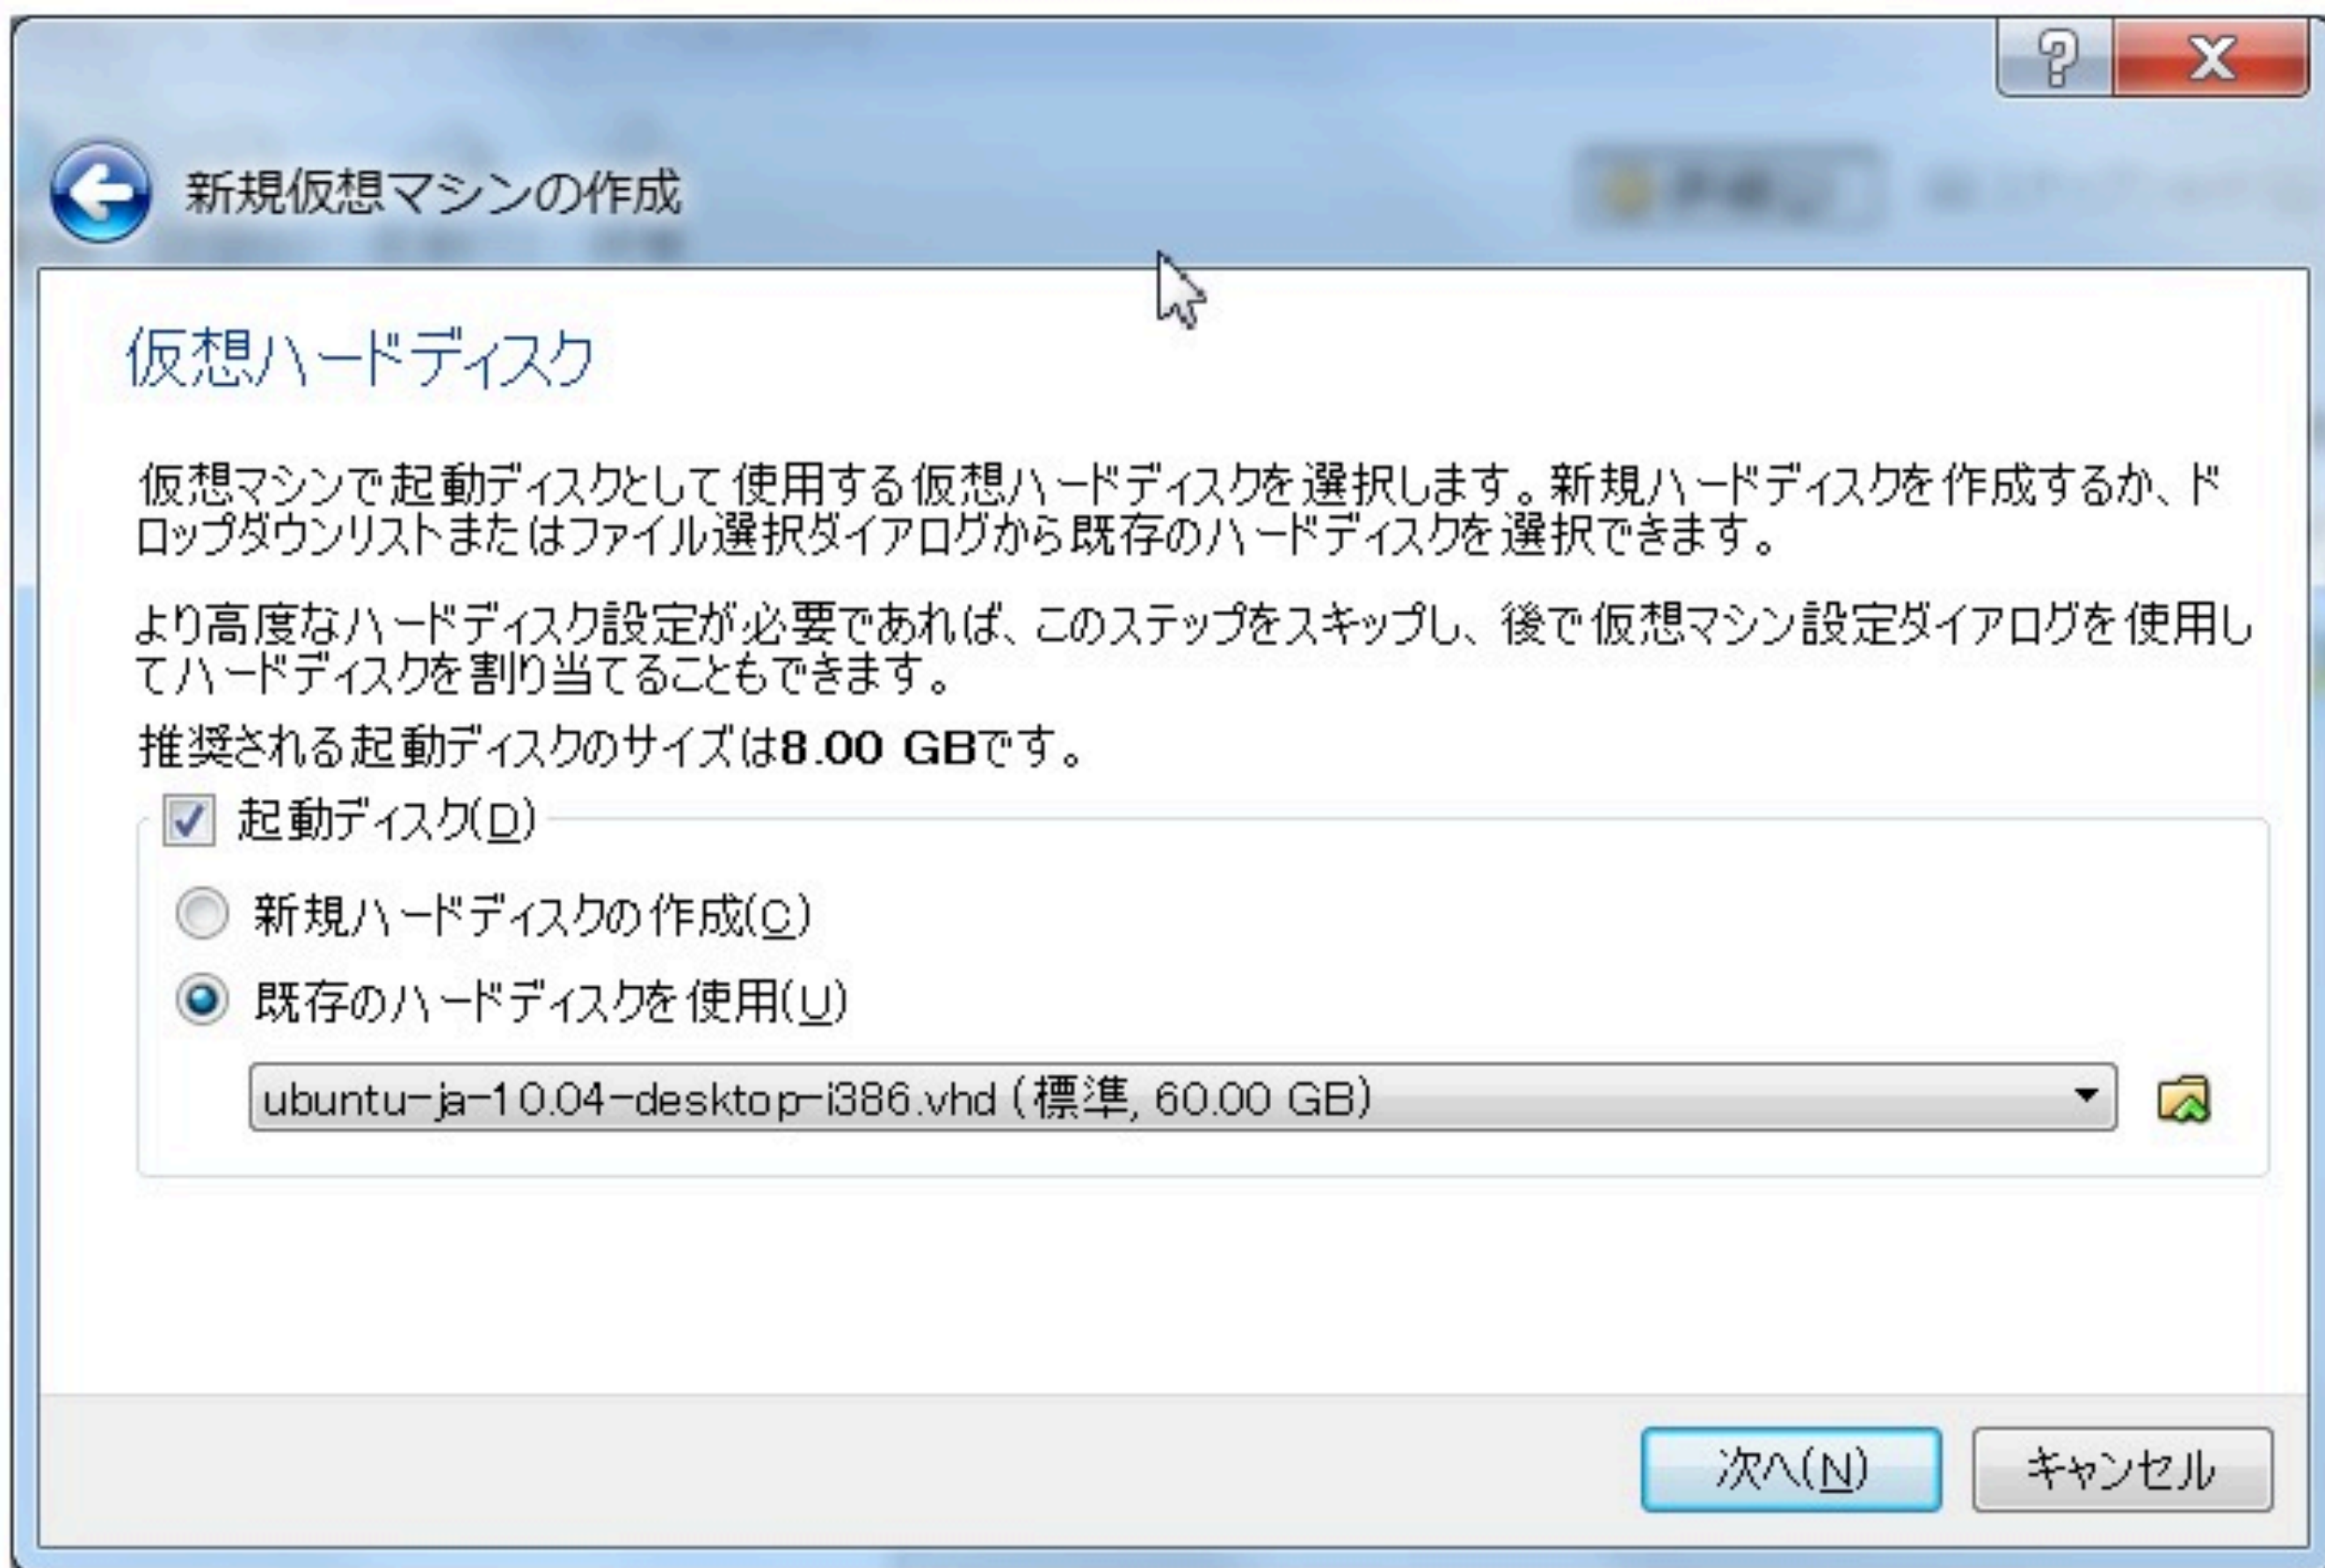 新規仮想マシンの作成
仮想ハードディスク
仮想マシンで起動ディスクとして使用する仮想ハードディスクを選択します。新規ハードディスクを作成するか、ド
ロップダウンリストまたはファイル選択ダイアログから既存のハードディスクを選択できます。
より高度なハードディスク設定が必要であれば、このステップをスキップし、後で仮想マシン設定ダイアログを使用し
てハードディスクを割り当てることもできます。
推奨される起動ディスクのサイズは8.00 GBです。
起動ディスク(D)
新規ハードディスクの作成(C)
既存のハードディスクを使用(U)
ubuntu-ja-10.04-desktop-i386.vhd (標準, 60.00 GB)
次へ(N)
キャンセル